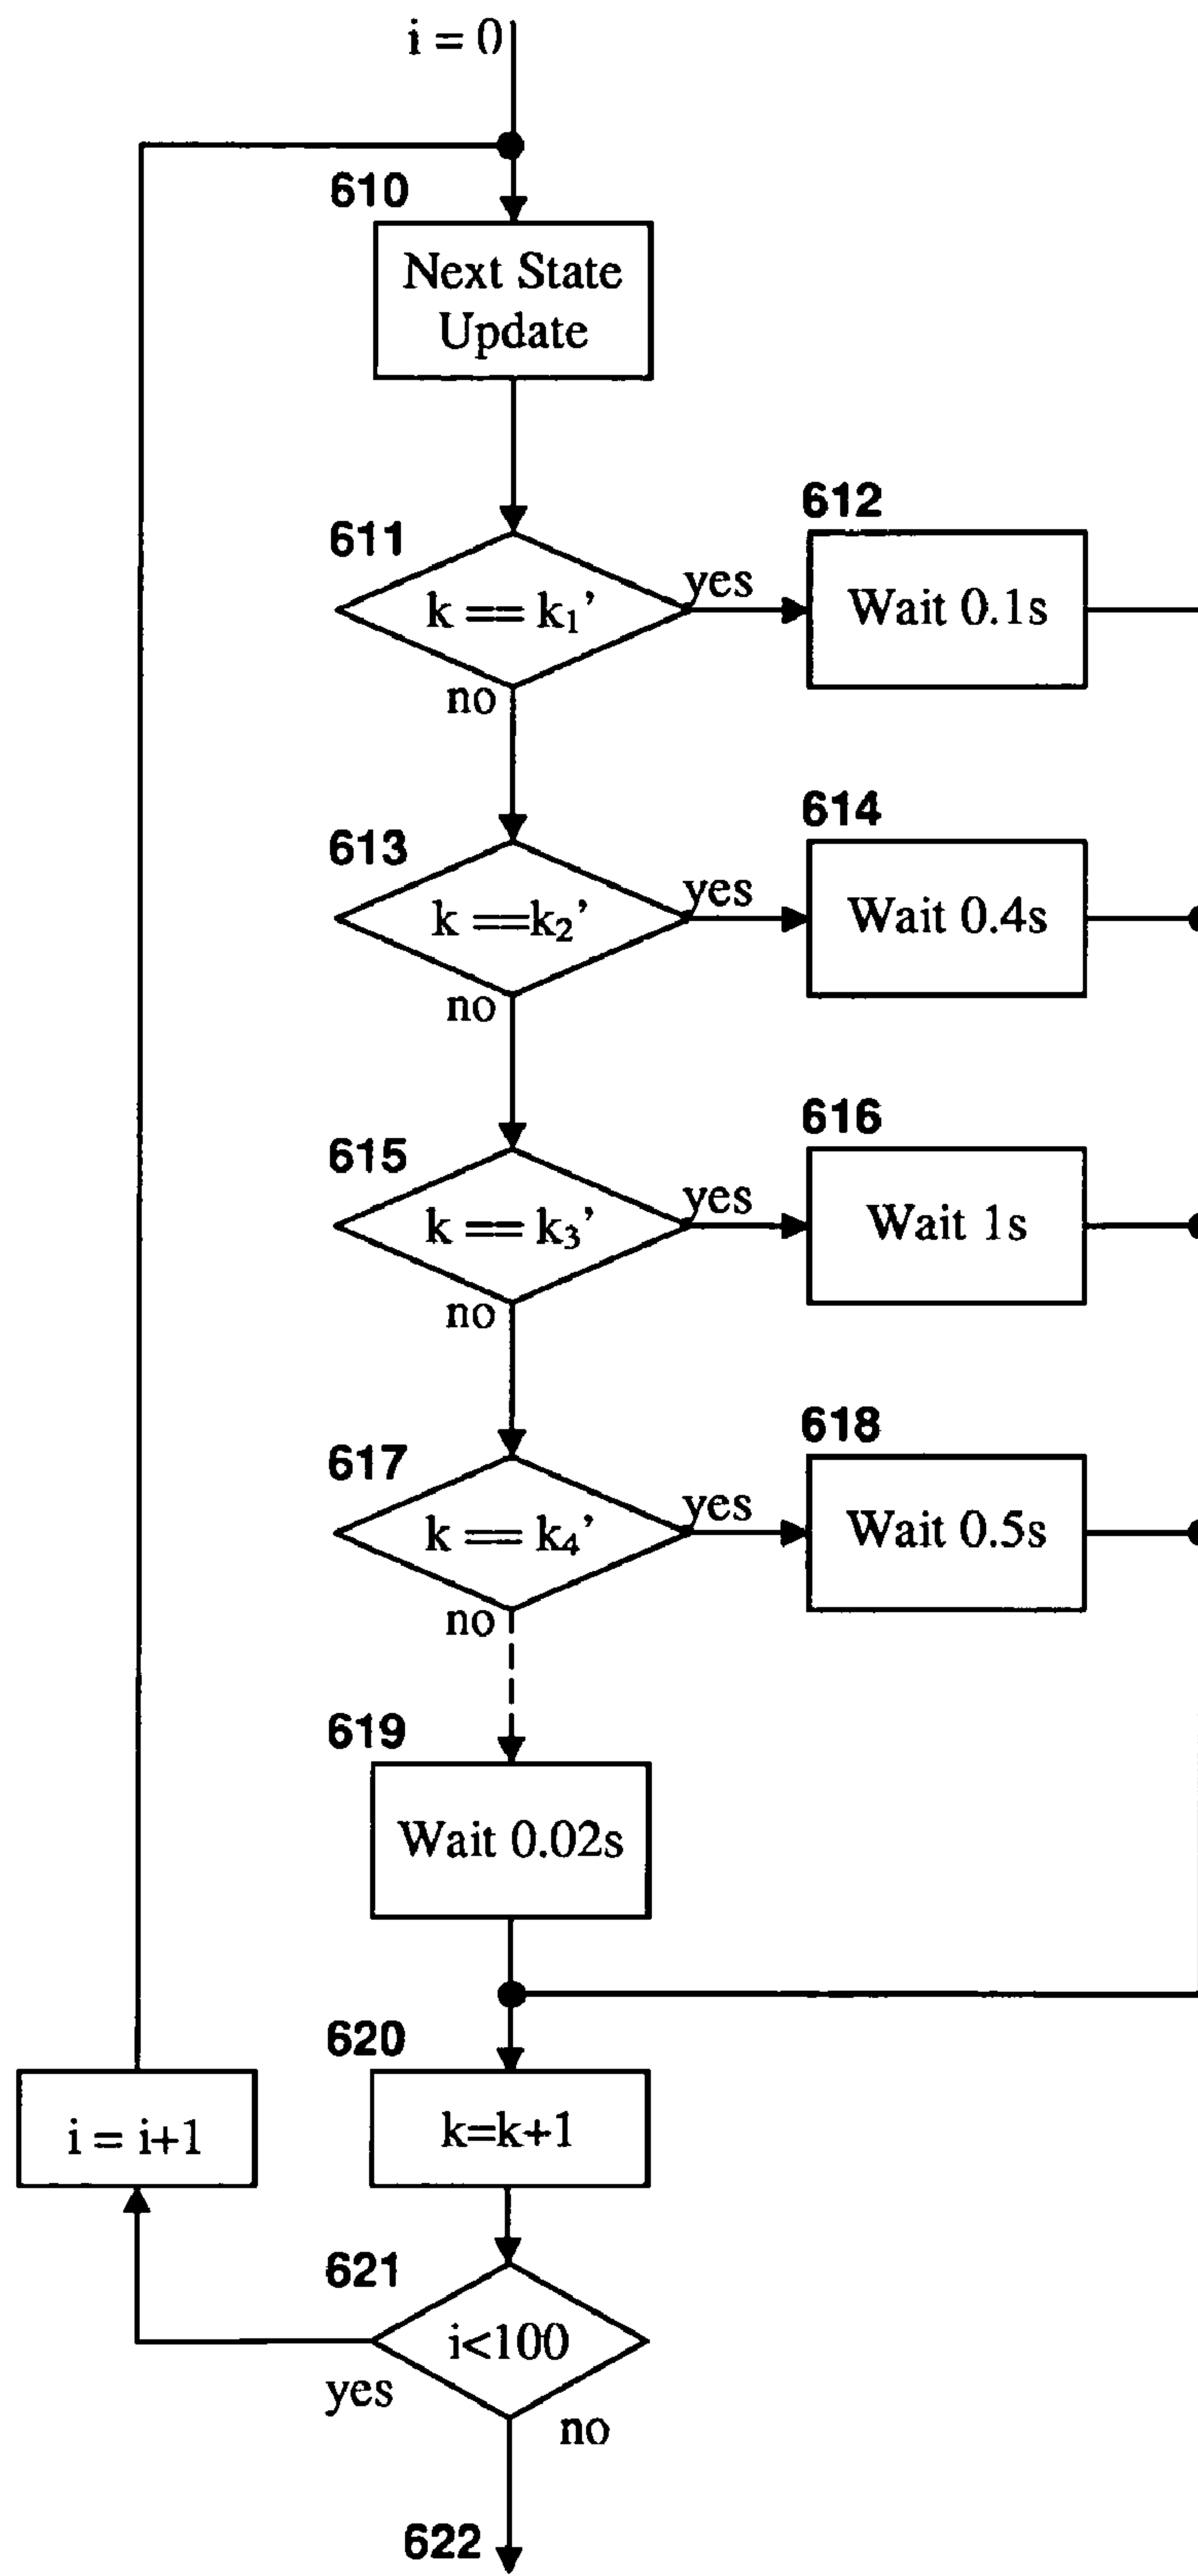 i = 0
610
Next State
Update
611
k == k₁’
yes
612
Wait 0.1s
no
613
k ==k₂’
yes
614
Wait 0.4s
no
615
k == k₃’
yes
616
Wait 1s
no
617
k == k₄’
yes
618
Wait 0.5s
no
619
Wait 0.02s
620
k=k+1
i = i+1
621
i<100
yes
no
622